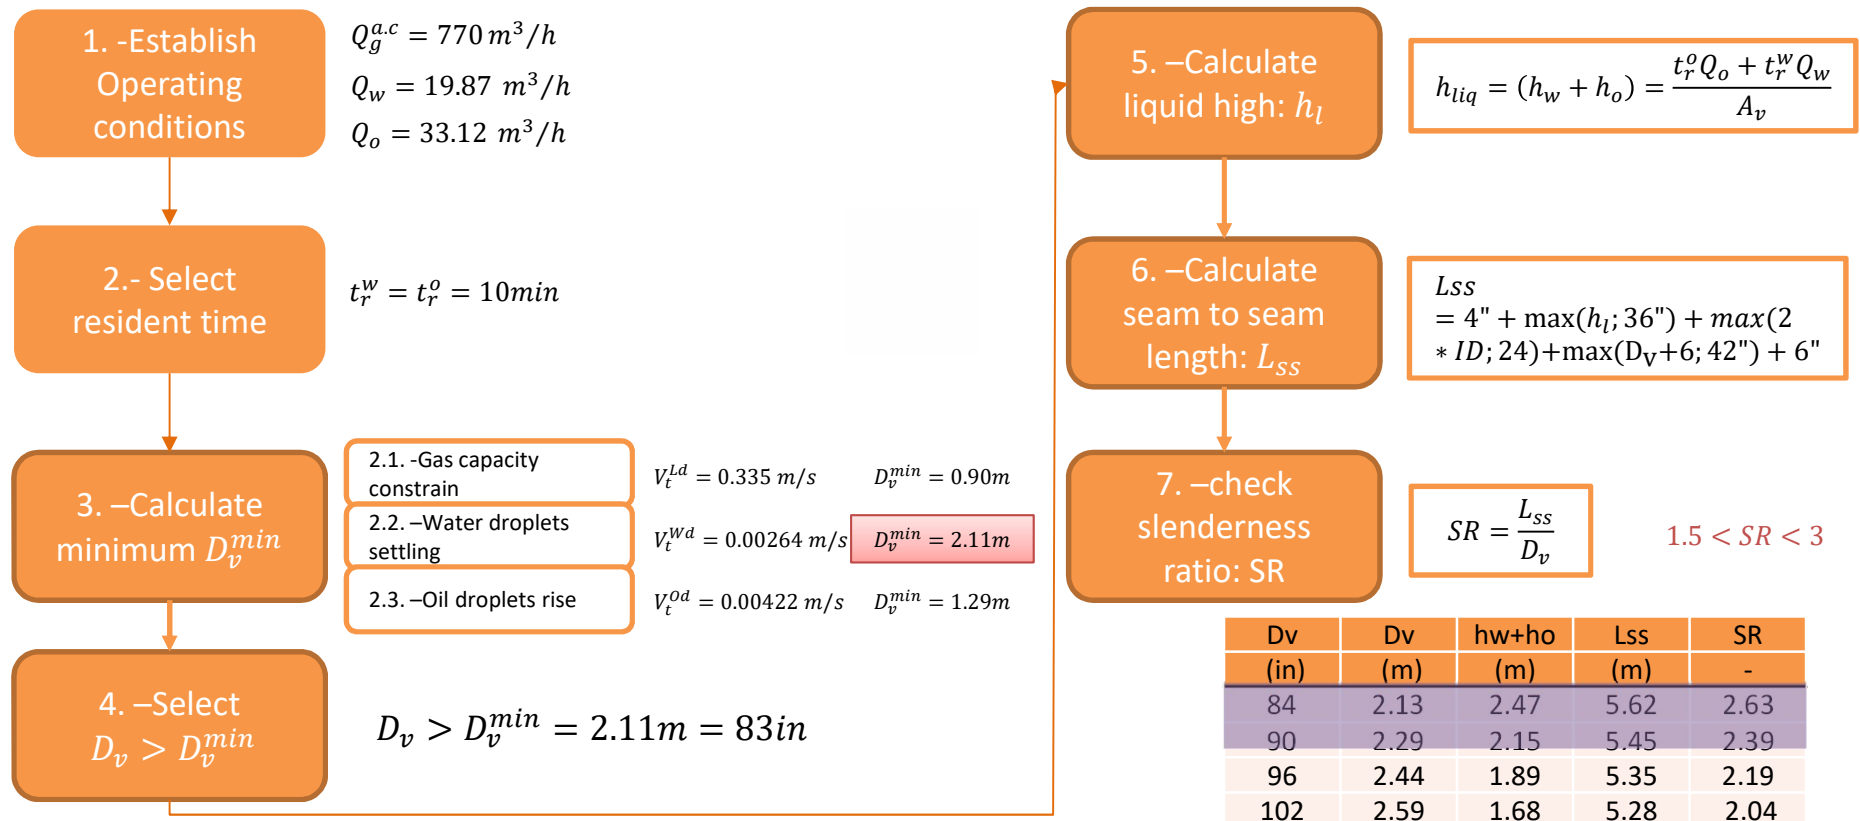 1. -Establish
Operating
conditions
$Q_g^{a.c} = 770\, m^3/h$
$Q_w = 19.87\ m^3/h$
$Q_o = 33.12\ m^3/h$
2.- Select
resident time
$t_r^w = t_r^o = 10min$
3. –Calculate
minimum $D_v^{min}$
2.1. -Gas capacity
constrain
$V_t^{Ld} = 0.335\ m/s$
$D_v^{min} = 0.90m$
2.2. –Water droplets
settling
$V_t^{Wd} = 0.00264\ m/s$
$D_v^{min} = 2.11m$
2.3. –Oil droplets rise
$V_t^{Od} = 0.00422\ m/s$
$D_v^{min} = 1.29m$
4. –Select
$D_v > D_v^{min}$
$D_v > D_v^{min} = 2.11m = 83in$
5. –Calculate
liquid high: $h_l$
$h_{liq} = (h_w + h_o) = \frac{t_r^o Q_o + t_r^w Q_w}{A_v}$
6. –Calculate
seam to seam
length: $L_{ss}$
Lss
= 4" + max($h_l$; 36") + max(2
∗ ID; 24)+max($D_V$+6; 42") + 6"
7. –check
slenderness
ratio: SR
$SR = \frac{L_{ss}}{D_v}$
1.5 < SR < 3
Dv Dv hw+ho Lss SR
(in) (m) (m) (m) -
84 2.13 2.47 5.62 2.63
90 2.29 2.15 5.45 2.39
96 2.44 1.89 5.35 2.19
102 2.59 1.68 5.28 2.04